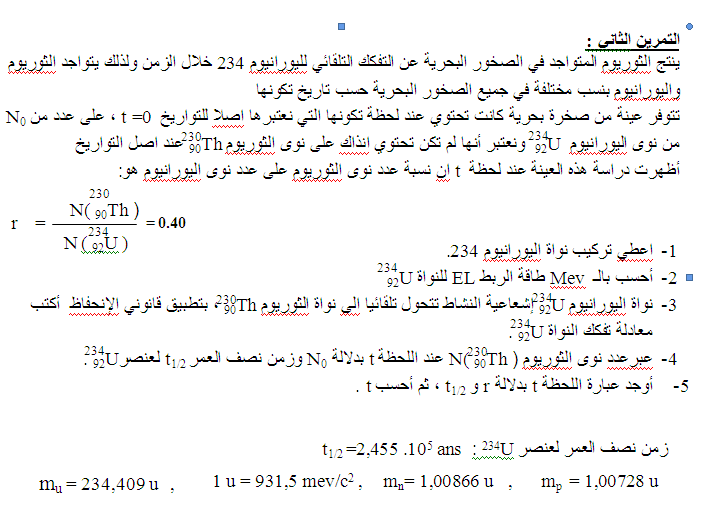 التمرين الثاني :
ينتج الثوريوم المتواجد في الصخور البحرية عن التفكك التلقائي لليورانيوم 234 خلال الزمن ولذلك يتواجد الثوريوم
واليورانيوم بنسب مختلفة في جميع الصخور البحرية حسب تاريخ تكونها
تتوفر عينة من صخرة بحرية كانت تحتوي عند لحظة تكونها التي نعتبرها اصلا للتواريخ t =0 ، على عدد من N₀
من نوى اليورانيوم ²³⁴₉₂U ونعتبر أنها لم تكن تحتوي انذاك على نوى الثوريوم ²³⁰₉₀Th عند اصل التواريخ
أظهرت دراسة هذه العينة عند لحظة t ان نسبة عدد نوى الثوريوم على عدد نوى اليورانيوم هو:
r = N(²³⁰₉₀Th) / N(²³⁴₉₂U) = 0.40
1- اعطي تركيب نواة اليورانيوم 234.
2- أحسب بالـ Mev طاقة الربط EL للنواة ²³⁴₉₂U
3- نواة اليورانيوم ²³⁴₉₂U إشعاعية النشاط تتحول تلقائيا الى نواة الثوريوم ²³⁰₉₀Th، بتطبيق قانوني الإنحفاظ أكتب
معادلة تفكك النواة ²³⁴₉₂U.
4- عبر عدد نوى الثوريوم N(²³⁰₉₀Th ) عند اللحظة t بدلالة N₀ وزمن نصف العمر t₁/₂ لعنصر ²³⁴₉₂U.
5- أوجد عبارة اللحظة t بدلالة r و t₁/₂ ، ثم أحسب t .
زمن نصف العمر لعنصر ²³⁴U : t₁/₂ =2,455 .10⁵ ans
mᵤ = 234,409 u , 1 u = 931,5 mev/c² , mₙ= 1,00866 u , mₚ = 1,00728 u